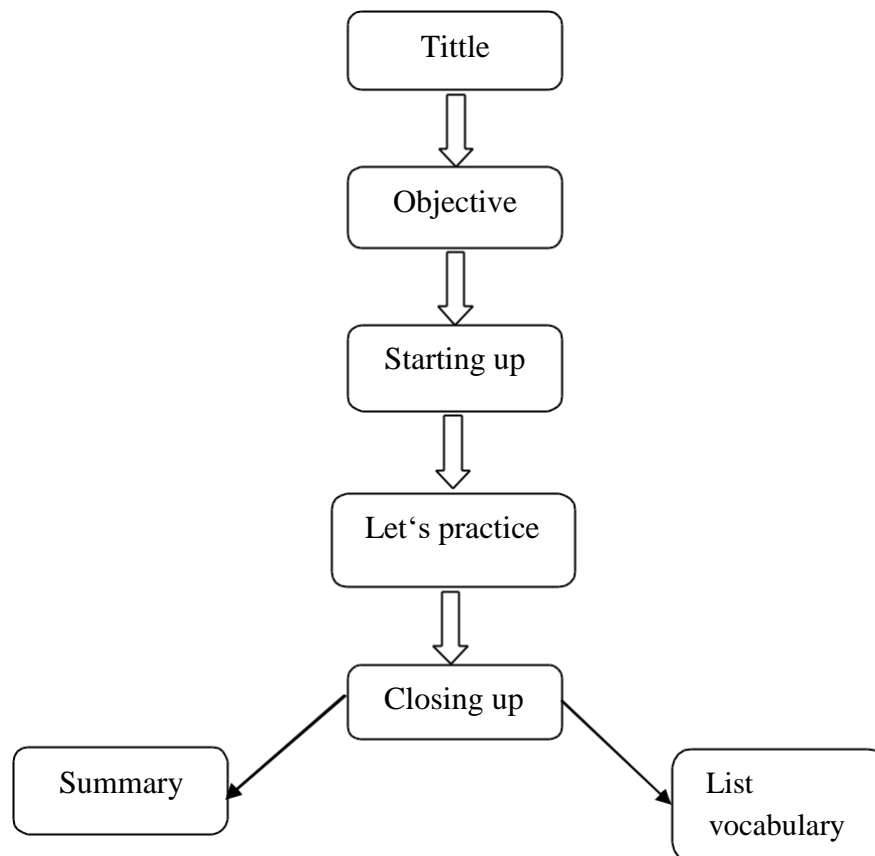 Tittle
Objective
Starting up
Let‘s practice
Closing up
Summary
List
vocabulary